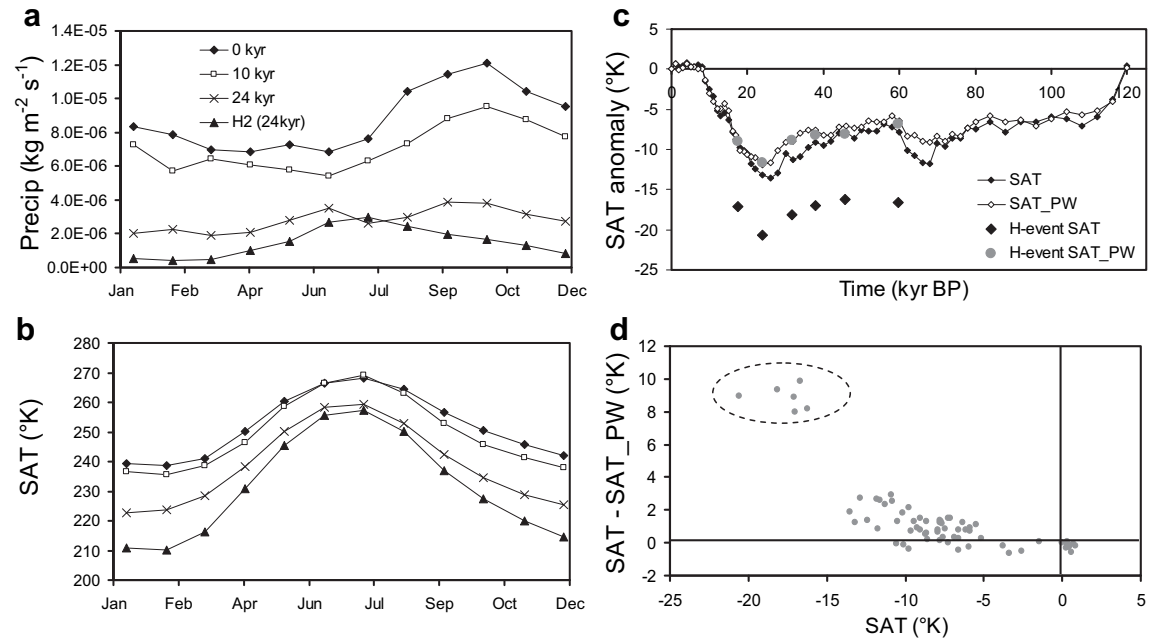 a
Precip (kg m⁻² s⁻¹)
1.4E-05
1.2E-05
1.0E-05
8.0E-06
6.0E-06
4.0E-06
2.0E-06
0.0E+00
0 kyr
10 kyr
24 kyr
H2 (24kyr)
Jan Feb Apr Jun Jul Sep Oct Dec
c
SAT anomaly (°K)
5
0
-5
-10
-15
-20
-25
0 20 40 60 80 100 120
SAT
SAT_PW
H-event SAT
H-event SAT_PW
Time (kyr BP)
b
SAT (°K)
280
270
260
250
240
230
220
210
200
Jan Feb Apr Jun Jul Sep Oct Dec
d
SAT - SAT_PW (°K)
12
10
8
6
4
2
0
-2
-25 -20 -15 -10 -5 0 5
SAT (°K)